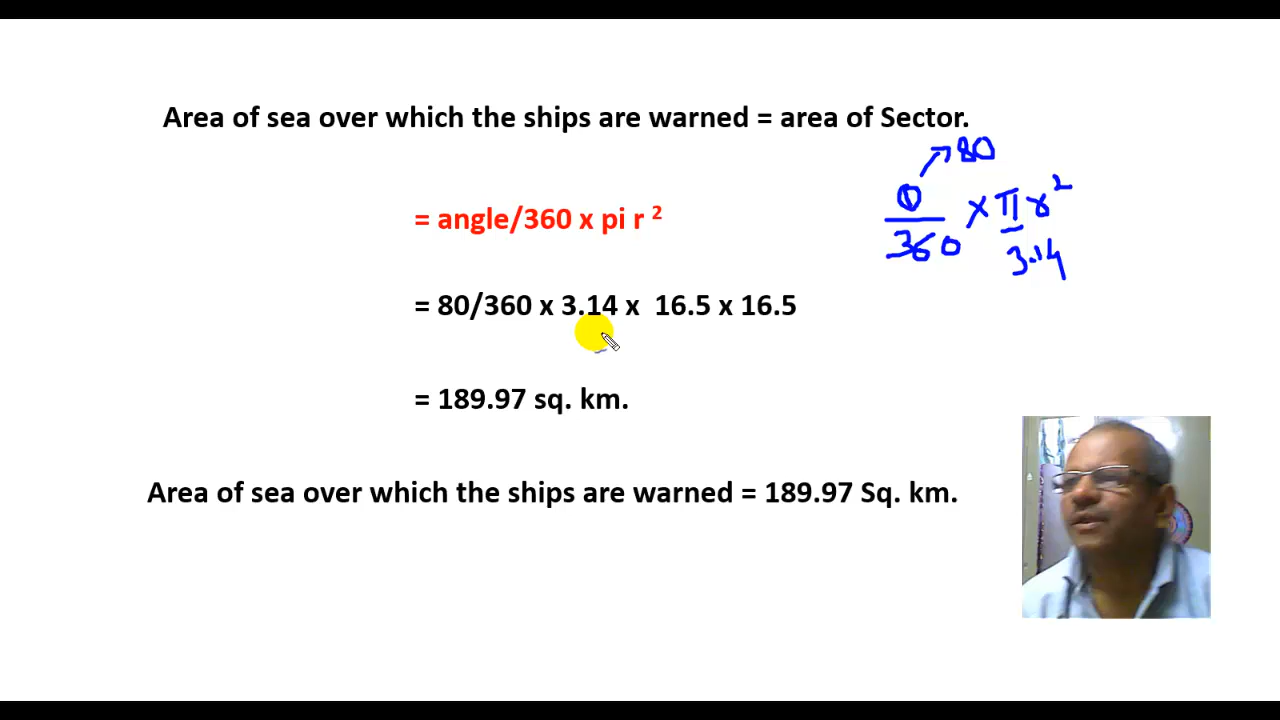 Area of sea over which the ships are warned = area of Sector.
80
= angle/360 x pi r ²
θ/360 × π r²
3.14
= 80/360 x 3.14 x 16.5 x 16.5
= 189.97 sq. km.
Area of sea over which the ships are warned = 189.97 Sq. km.